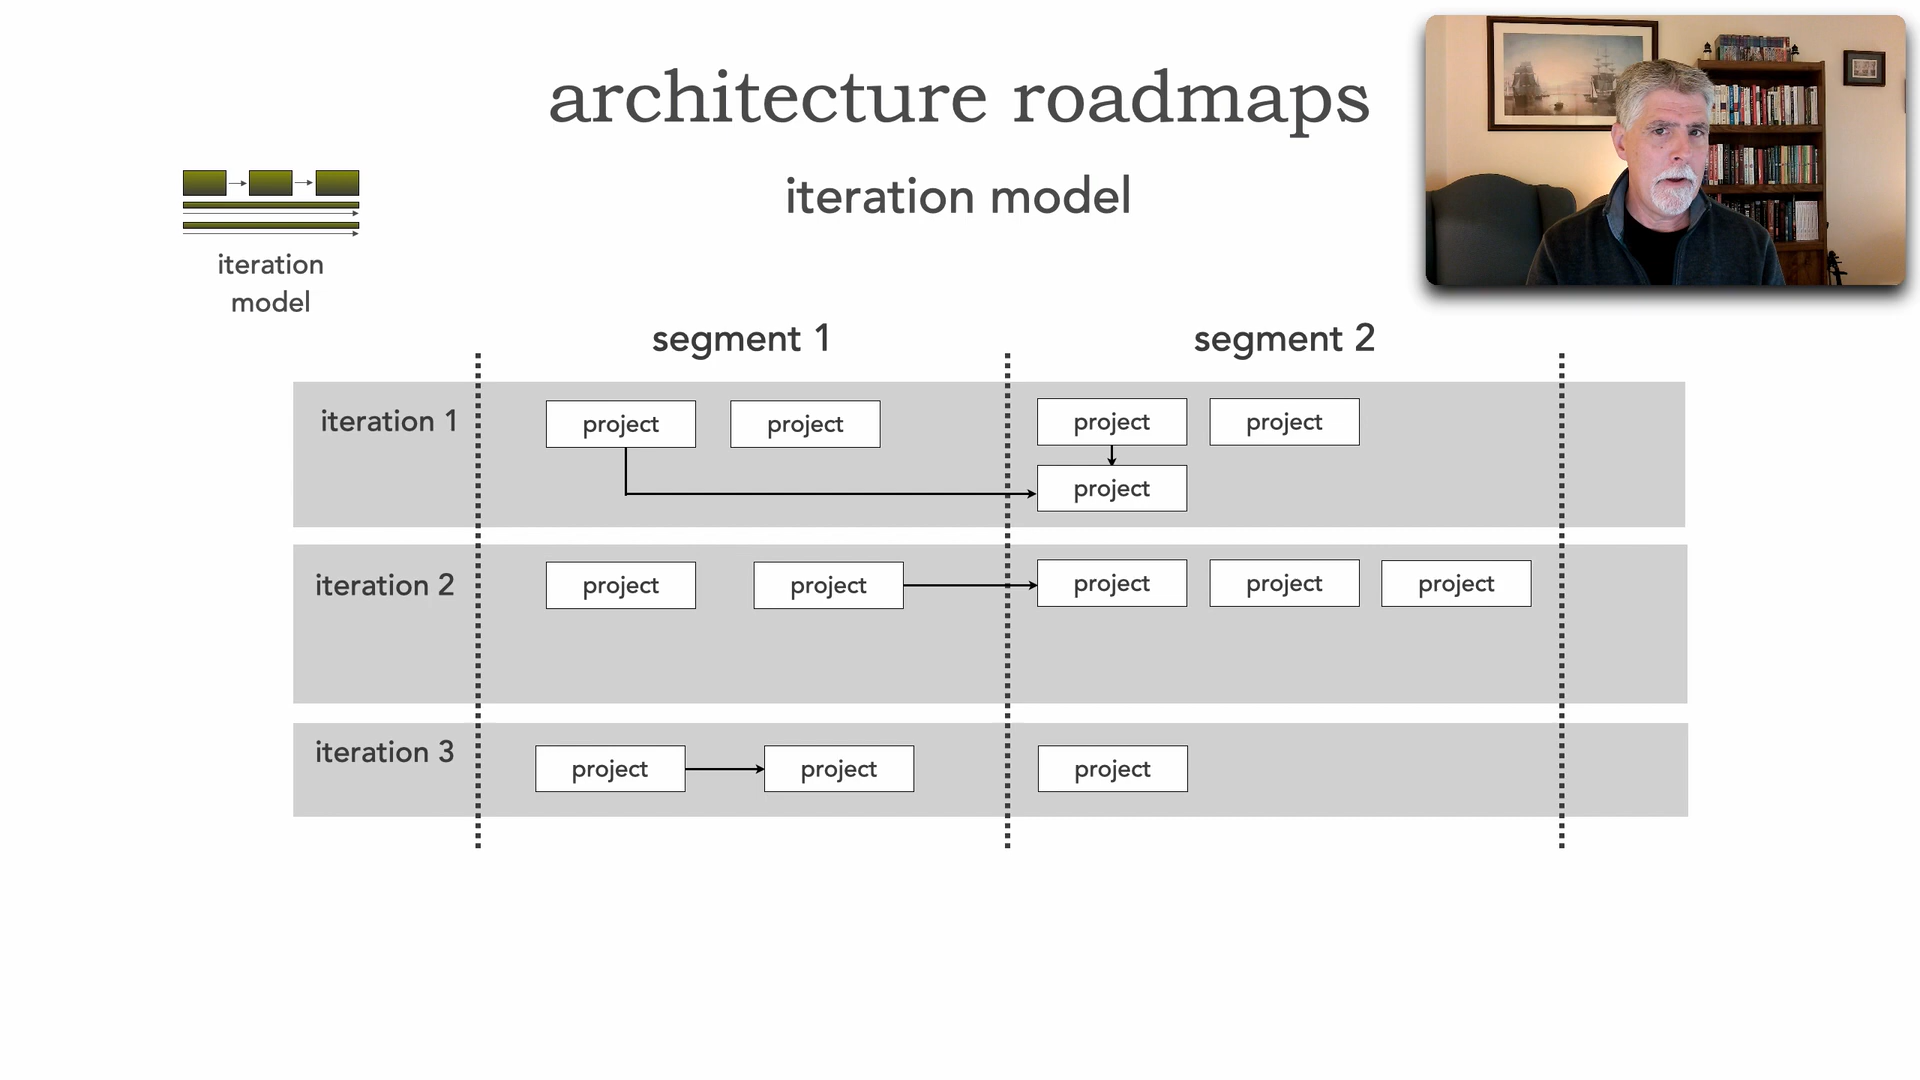 architecture roadmaps
iteration model
iteration
model
segment 1
segment 2
iteration 1
project
project
project
project
project
iteration 2
project
project
project
project
project
iteration 3
project
project
project